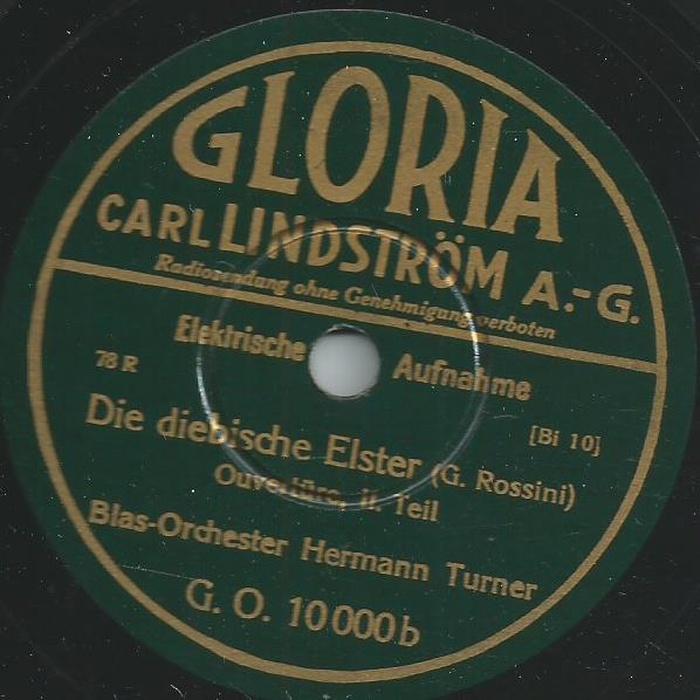 GLORIA
CARL LINDSTRÖM A.-G.
Radiosendung ohne Genehmigung verboten
Elektrische Aufnahme
78 R
[Bi 10]
Die diebische Elster (G. Rossini)
Ouvertüre, II. Teil
Blas-Orchester Hermann Turner
G. O. 10000b